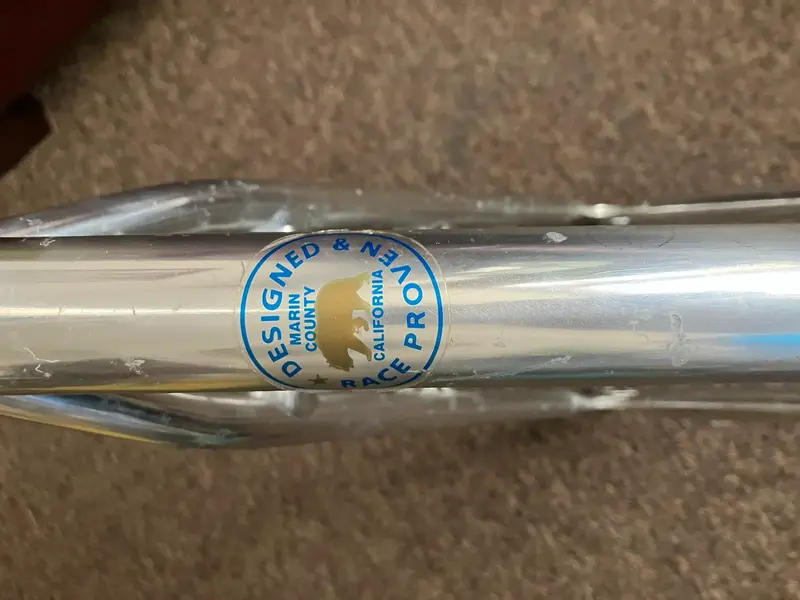 DESIGNED & RACE PROVEN
MARIN
COUNTY
CALIFORNIA